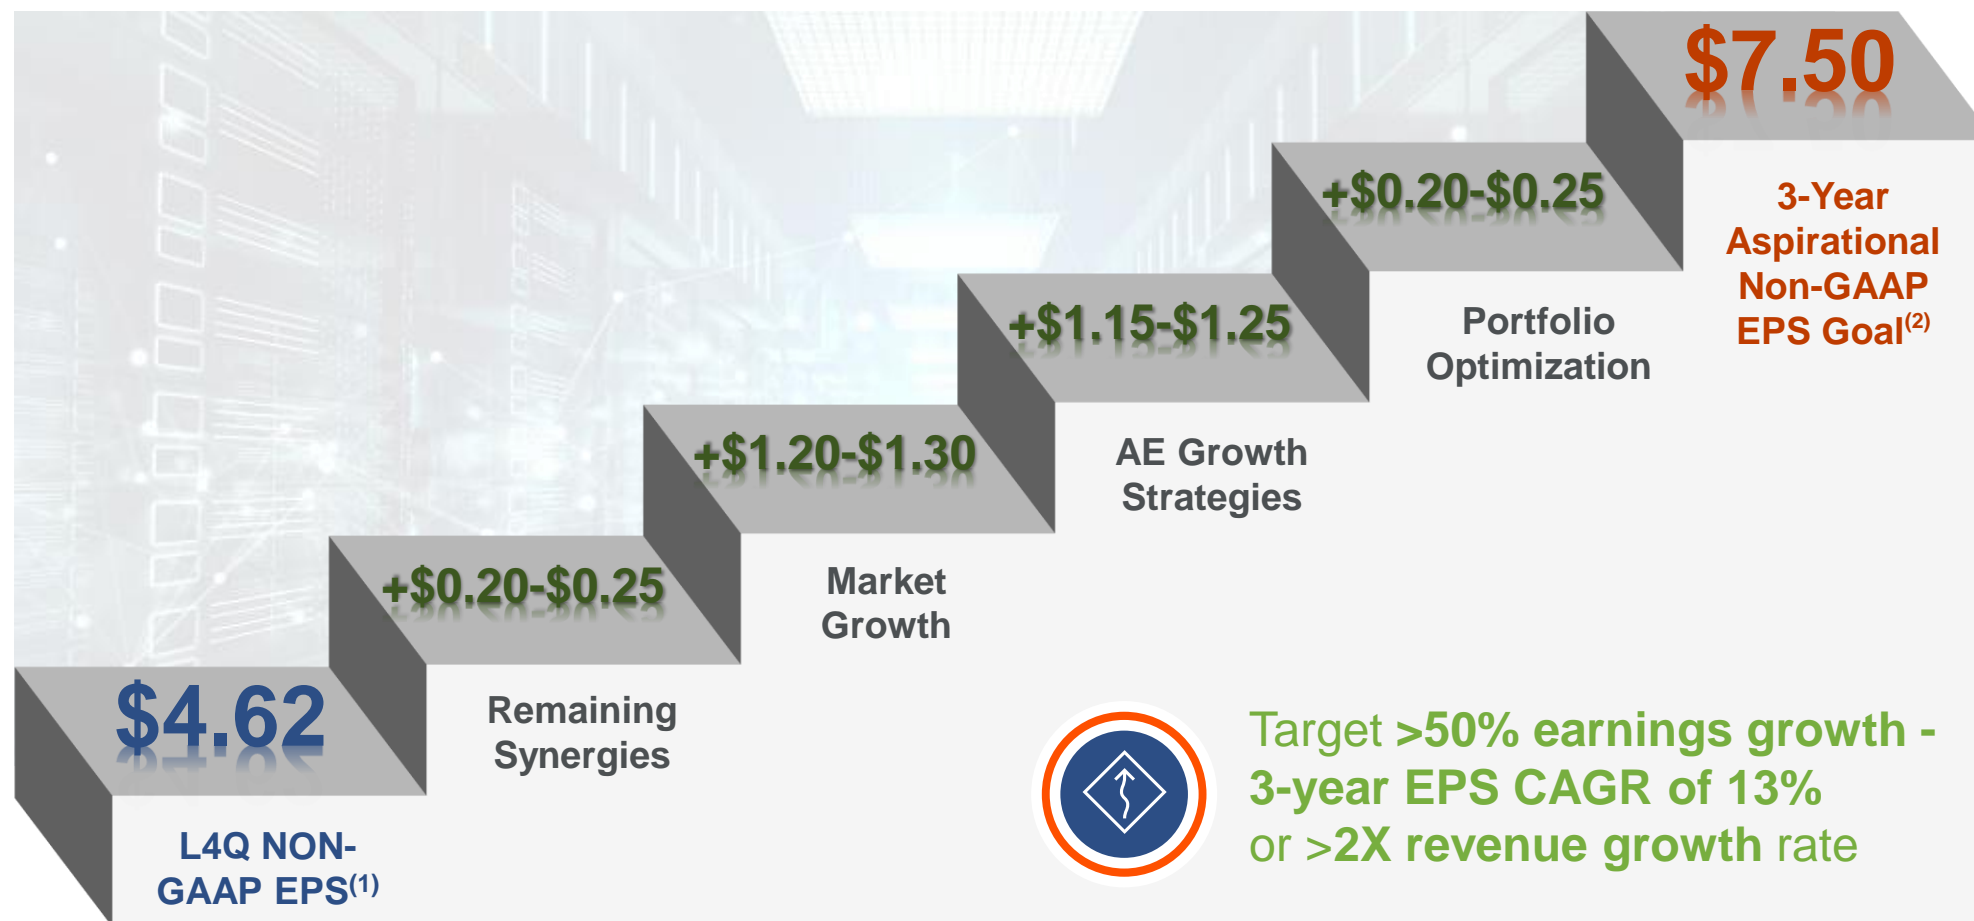 $4.62
L4Q NON-
GAAP EPS(1)
+$0.20-$0.25
Remaining
Synergies
+$1.20-$1.30
Market
Growth
+$1.15-$1.25
AE Growth
Strategies
+$0.20-$0.25
Portfolio
Optimization
$7.50
3-Year
Aspirational
Non-GAAP
EPS Goal(2)
Target >50% earnings growth -
3-year EPS CAGR of 13%
or >2X revenue growth rate